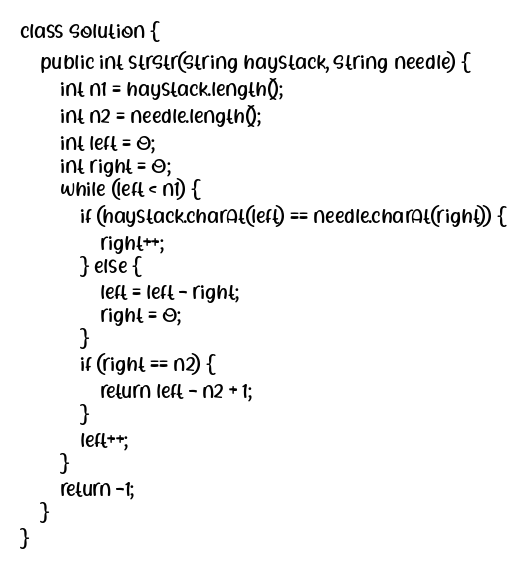 class Solution {
    public int strStr(String haystack, String needle) {
        int n1 = haystack.length();
        int n2 = needle.length();
        int left = 0;
        int right = 0;
        while (left < n1) {
            if (haystack.charAt(left) == needle.charAt(right)) {
                right++;
            } else {
                left = left - right;
                right = 0;
            }
            if (right == n2) {
                return left - n2 + 1;
            }
            left++;
        }
        return -1;
    }
}